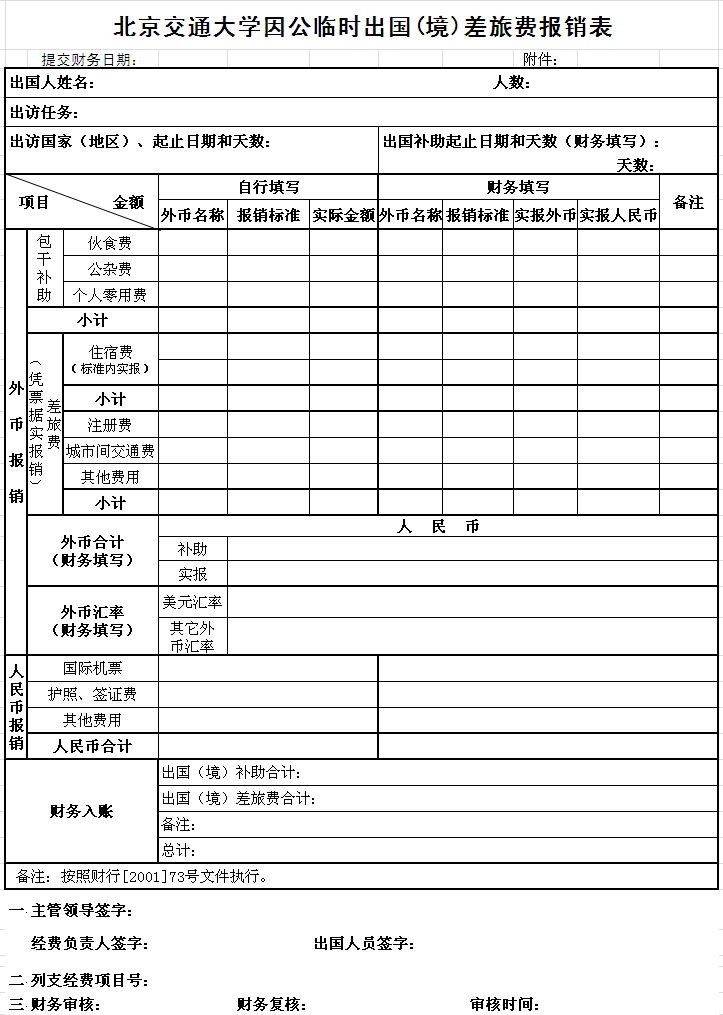 北京交通大学因公临时出国(境)差旅费报销表
提交财务日期: 附件:
出国人姓名: 人数:
出访任务:
出访国家（地区）、起止日期和天数: 出国补助起止日期和天数（财务填写）:
天数:
项目 金额 自行填写 财务填写 备注
外币名称 报销标准 实际金额 外币名称 报销标准 实报外币 实报人民币
外币报销
包干补助
伙食费
公杂费
个人零用费
小计
（凭票据实报销）
差旅费
住宿费
(标准内实报)
小计
注册费
城市间交通费
其他费用
小计
外币合计
（财务填写）
人 民 币
补助
实报
外币汇率
（财务填写）
美元汇率
其它外
币汇率
人民币报销
国际机票
护照、签证费
其他费用
人民币合计
财务入账
出国（境）补助合计:
出国（境）差旅费合计:
备注:
总计:
备注: 按照财行[2001]73号文件执行。
一. 主管领导签字:
经费负责人签字: 出国人员签字:
二. 列支经费项目号:
三. 财务审核: 财务复核: 审核时间: